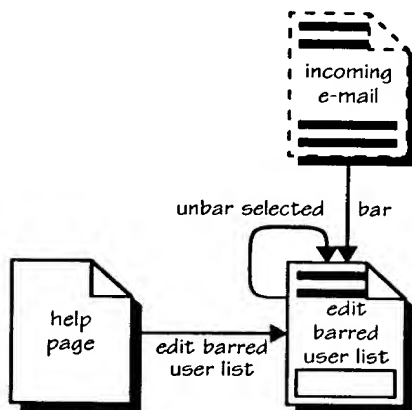 incoming
e-mail
unbar selected
bar
help
page
edit barred
user list
edit
barred
user list